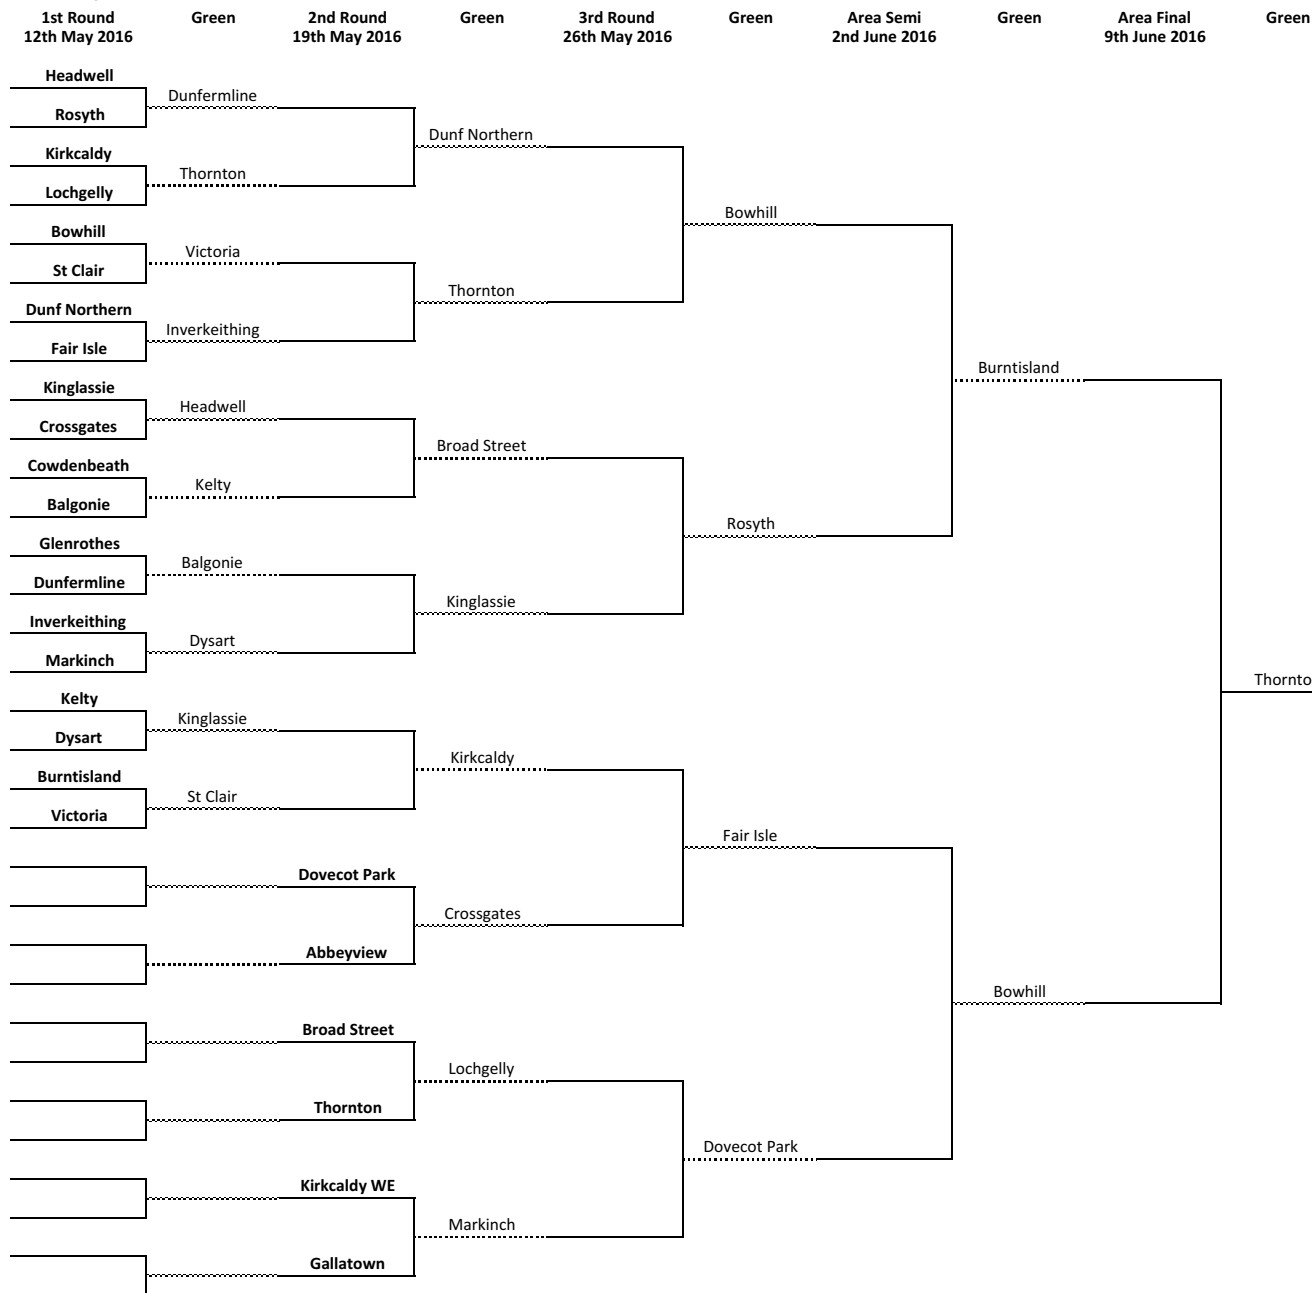 1st Round Green 2nd Round Green 3rd Round Green Area Semi Green Area Final Green
12th May 2016 19th May 2016 26th May 2016 2nd June 2016 9th June 2016
Headwell
Dunfermline
Rosyth
Dunf Northern
Kirkcaldy
Thornton
Lochgelly
Bowhill
Bowhill
Victoria
St Clair
Thornton
Dunf Northern
Inverkeithing
Fair Isle
Burntisland
Kinglassie
Headwell
Crossgates
Broad Street
Cowdenbeath
Kelty
Balgonie
Rosyth
Glenrothes
Balgonie
Dunfermline
Kinglassie
Inverkeithing
Dysart
Markinch
Thornto
Kelty
Kinglassie
Dysart
Kirkcaldy
Burntisland
St Clair
Victoria
Fair Isle
Dovecot Park
Crossgates
Abbeyview
Bowhill
Broad Street
Lochgelly
Thornton
Dovecot Park
Kirkcaldy WE
Markinch
Gallatown